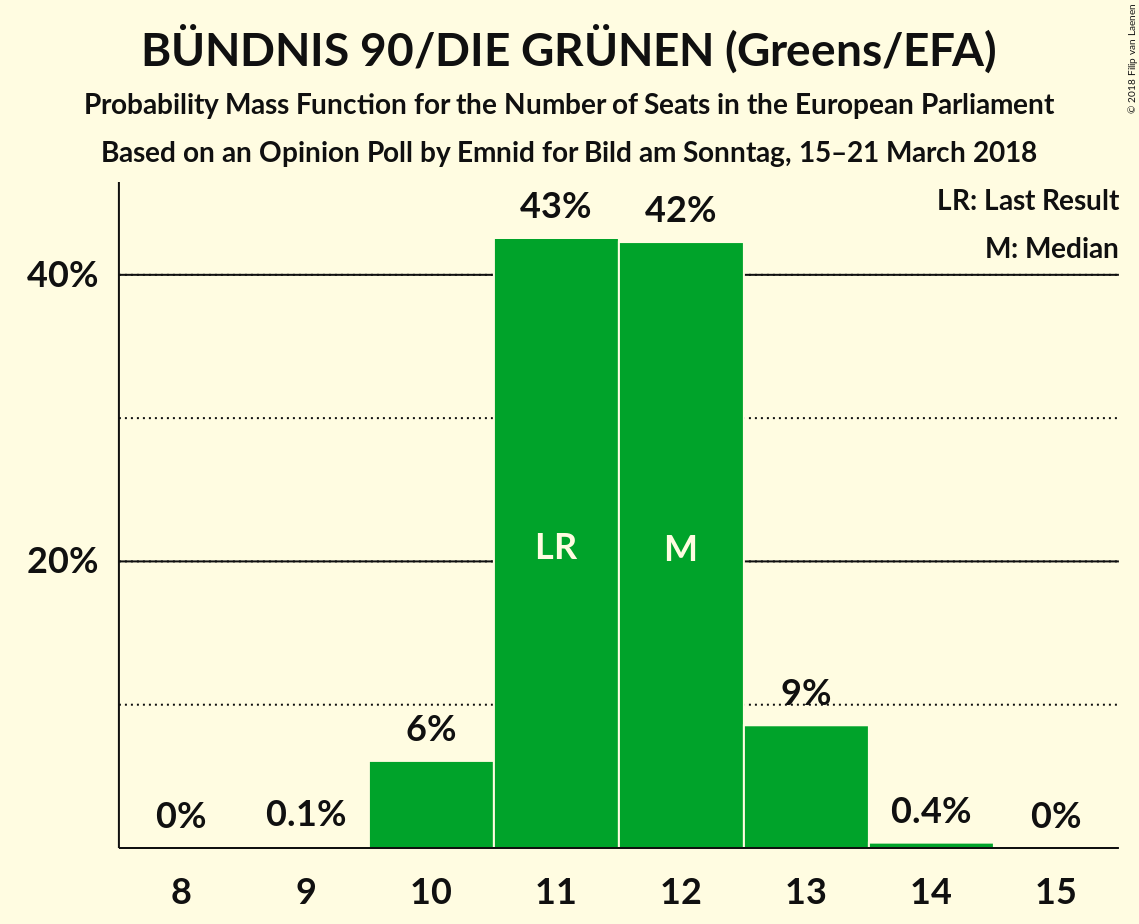 BÜNDNIS 90/DIE GRÜNEN (Greens/EFA)
Probability Mass Function for the Number of Seats in the European Parliament
Based on an Opinion Poll by Emnid for Bild am Sonntag, 15–21 March 2018
© 2018 Filip van Laenen
LR: Last Result
M: Median
43%
42%
40%
LR
M
20%
9%
6%
0%
0.1%
0.4%
0%
8
9
10
11
12
13
14
15